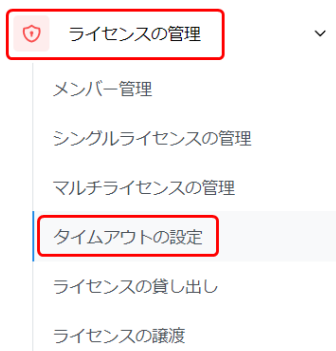 ライセンスの管理
メンバー管理
シングルライセンスの管理
マルチライセンスの管理
タイムアウトの設定
ライセンスの貸し出し
ライセンスの譲渡